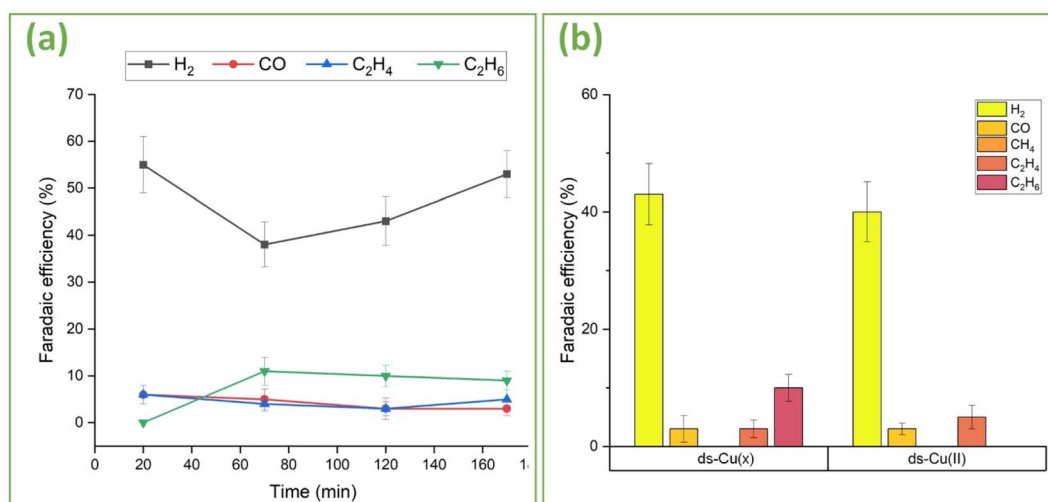 (a)
H₂ CO C₂H₄ C₂H₆
70
60
50
40
30
20
10
0
Faradaic efficiency (%)
0 20 40 60 80 100 120 140 160
Time (min)
(b)
H₂
CO
CH₄
C₂H₄
C₂H₆
60
40
20
0
Faradaic efficiency (%)
ds-Cu(x) ds-Cu(II)